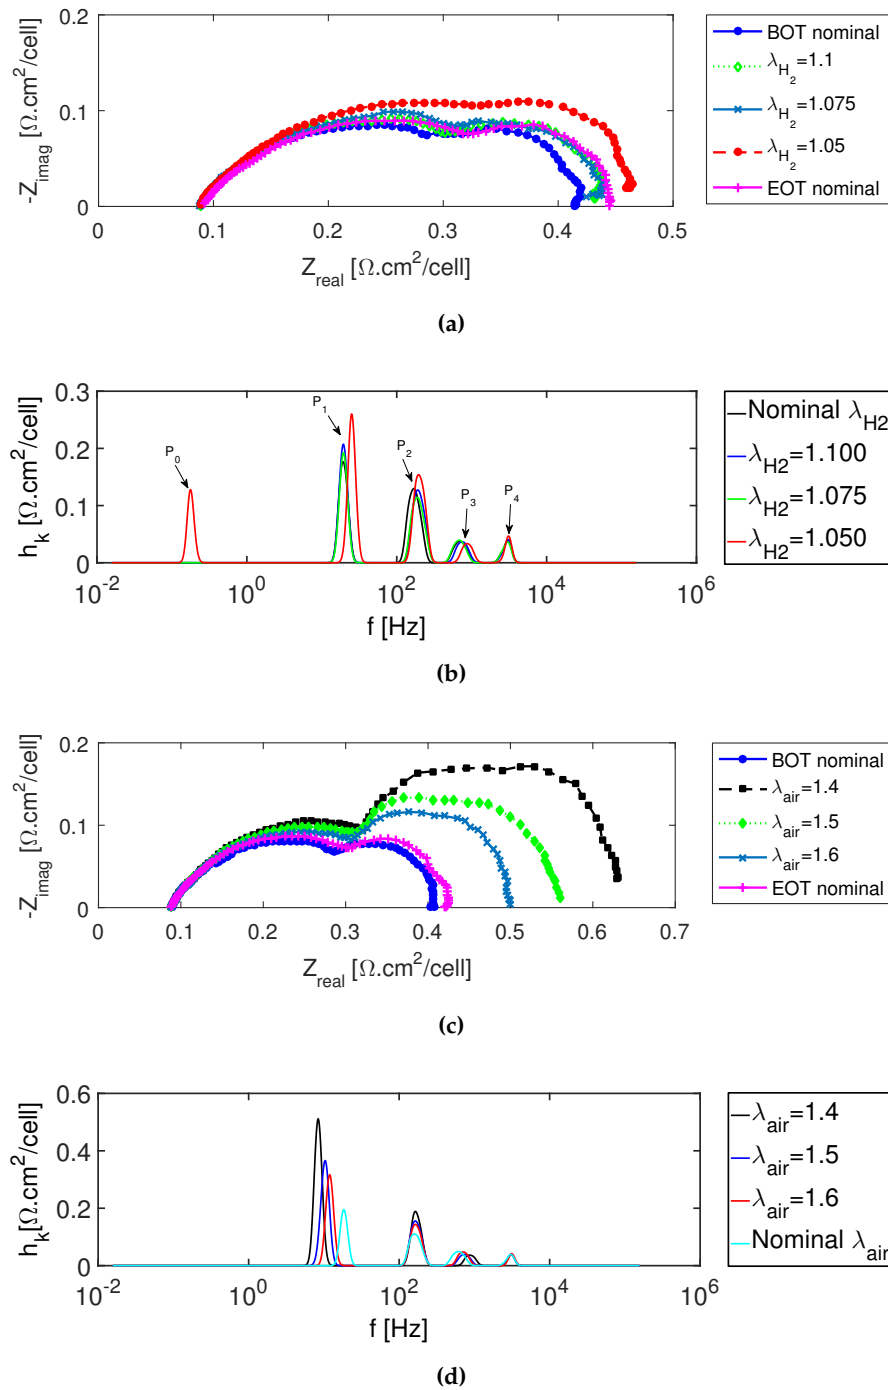 0.2
0.1
0
-Z_imag [Ω.cm²/cell]
0 0.1 0.2 0.3 0.4 0.5
Z_real [Ω.cm²/cell]
BOT nominal
λ_H₂=1.1
λ_H₂=1.075
λ_H₂=1.05
EOT nominal
(a)
0.3
0.2
0.1
0
h_k [Ω.cm²/cell]
P_0
P_1
P_2
P_3
P_4
10^-2 10^0 10^2 10^4 10^6
f [Hz]
Nominal λ_H2
λ_H2=1.100
λ_H2=1.075
λ_H2=1.050
(b)
0.2
0.1
0
-Z_imag [Ω.cm²/cell]
0 0.1 0.2 0.3 0.4 0.5 0.6 0.7
Z_real [Ω.cm²/cell]
BOT nominal
λ_air=1.4
λ_air=1.5
λ_air=1.6
EOT nominal
(c)
0.6
0.4
0.2
0
h_k[Ω.cm²/cell]
10^-2 10^0 10^2 10^4 10^6
f [Hz]
λ_air=1.4
λ_air=1.5
λ_air=1.6
Nominal λ_air
(d)